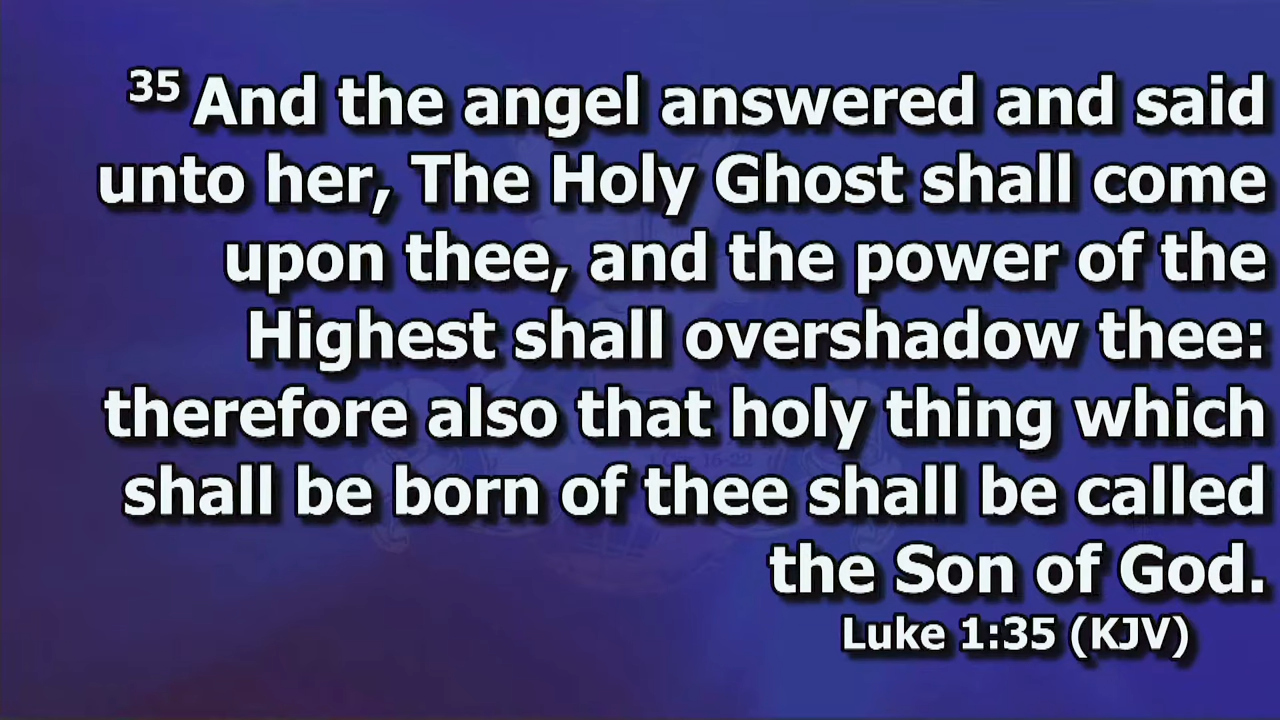 35 And the angel answered and said
unto her, The Holy Ghost shall come
upon thee, and the power of the
Highest shall overshadow thee:
therefore also that holy thing which
shall be born of thee shall be called
the Son of God.
Luke 1:35 (KJV)